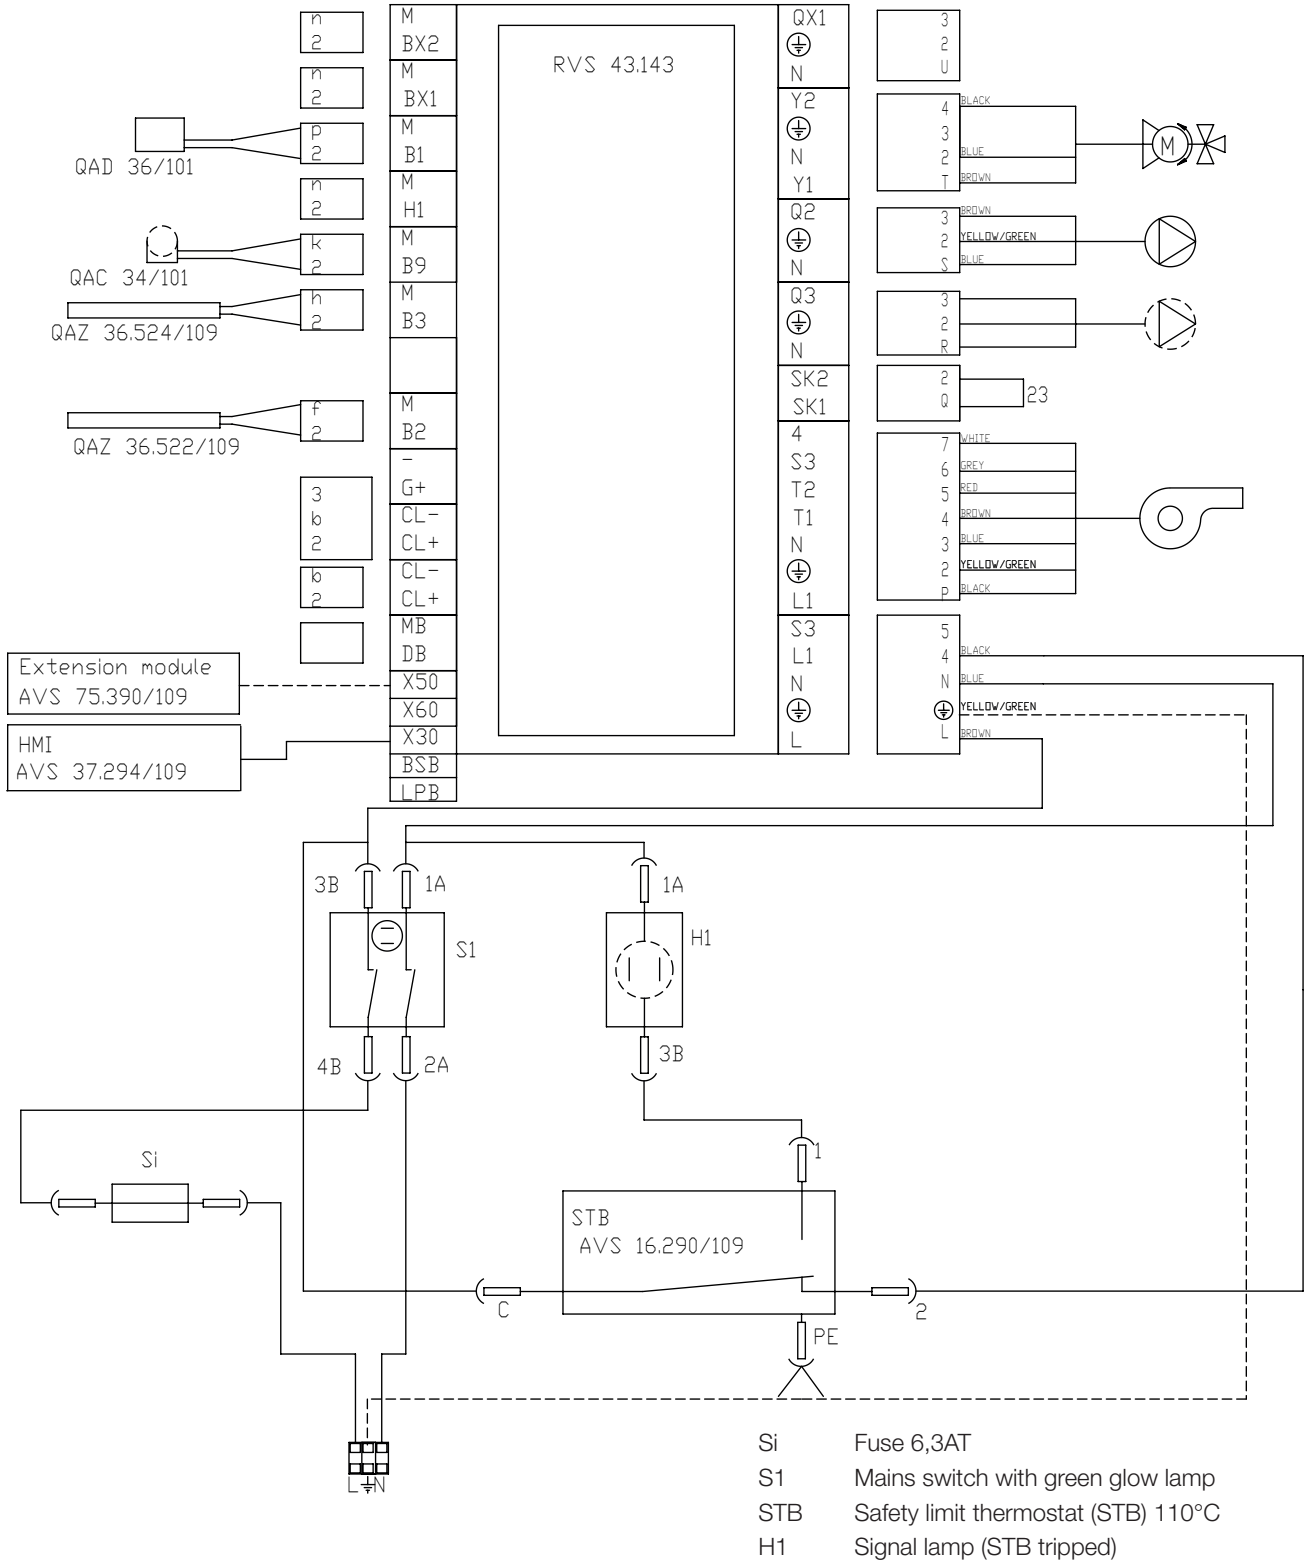 n
2
M
BX2
n
2
M
BX1
p
2
M
B1
QAD 36/101
n
2
M
H1
k
2
M
B9
QAC 34/101
h
2
M
B3
QAZ 36.524/109
f
2
M
B2
QAZ 36.522/109
-
G+
3
b
2
CL-
CL+
b
2
CL-
CL+
MB
DB
X50
X60
X30
BSB
LPB
Extension module
AVS 75.390/109
HMI
AVS 37.294/109
RVS 43.143
QX1
N
Y2
N
Y1
Q2
N
Q3
N
SK2
SK1
4
S3
T2
T1
N
L1
S3
L1
N
L
3
2
U
4 BLACK
3
2 BLUE
T BROWN
M
3 BROWN
2 YELLOW/GREEN
S BLUE
3
2
R
2
Q
23
7 WHITE
6 GREY
5 RED
4 BROWN
3 BLUE
2 YELLOW/GREEN
P BLACK
5
4 BLACK
N BLUE
YELLOW/GREEN
L BROWN
3B
1A
S1
4B
2A
1A
H1
3B
Si
1
STB
AVS 16.290/109
C
2
PE
L N
Si Fuse 6,3AT
S1 Mains switch with green glow lamp
STB Safety limit thermostat (STB) 110°C
H1 Signal lamp (STB tripped)